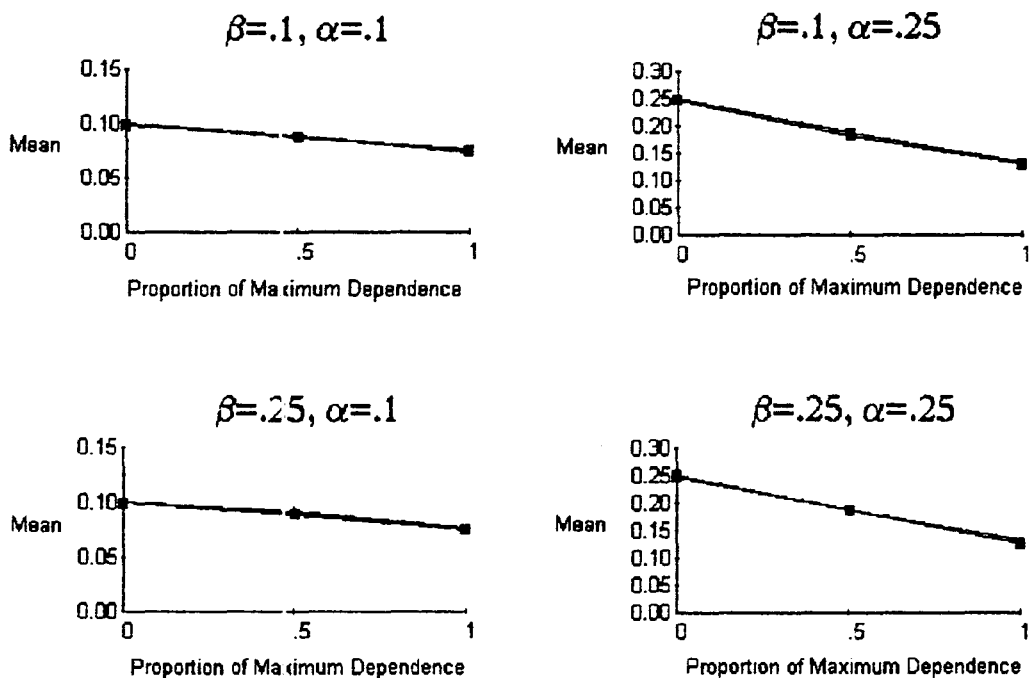 β=.1, α=.1
0.15
0.10
Mean
0.05
0.00
0
.5
1
Proportion of Maximum Dependence
β=.1, α=.25
0.30
0.25
0.20
Mean
0.15
0.10
0.05
0.00
0
.5
1
Proportion of Maximum Dependence
β=.25, α=.1
0.15
0.10
Mean
0.05
0.00
0
.5
1
Proportion of Maximum Dependence
β=.25, α=.25
0.30
0.25
0.20
Mean
0.15
0.10
0.05
0.00
0
.5
1
Proportion of Maximum Dependence